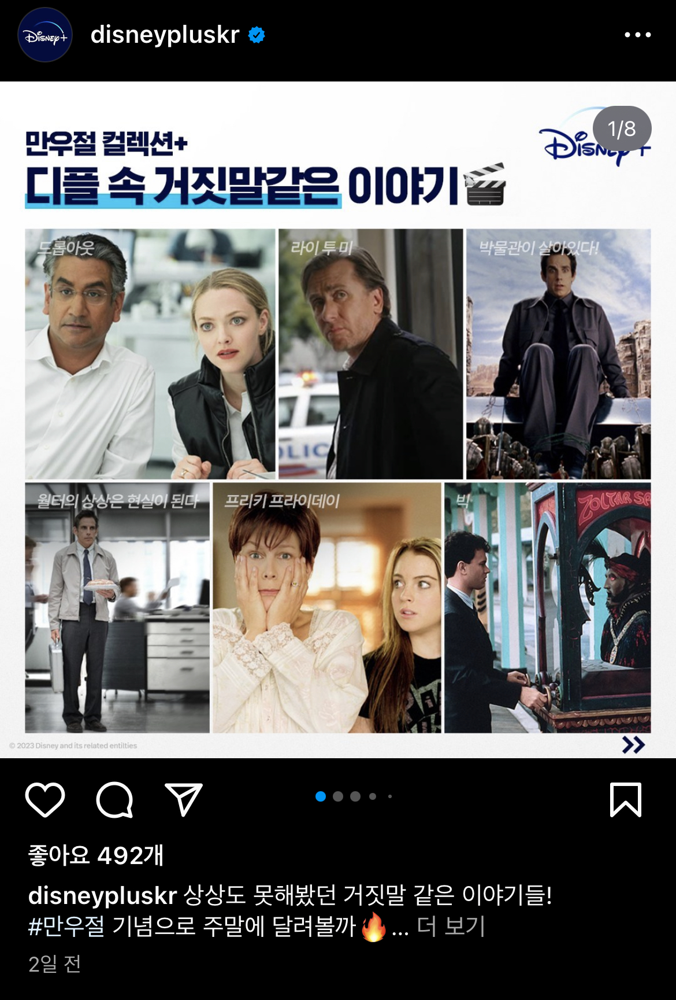 Disney+
disneypluskr
1/8
만우절 컬렉션+
디플 속 거짓말같은 이야기
드롭아웃
라이 투 미
박물관이 살아있다!
월터의 상상은 현실이 된다
프리키 프라이데이
빅
ZOLTAR SP
© 2023 Disney and its related entilties
좋아요 492개
disneypluskr 상상도 못해봤던 거짓말 같은 이야기들!
#만우절 기념으로 주말에 달려볼까🔥... 더 보기
2일 전